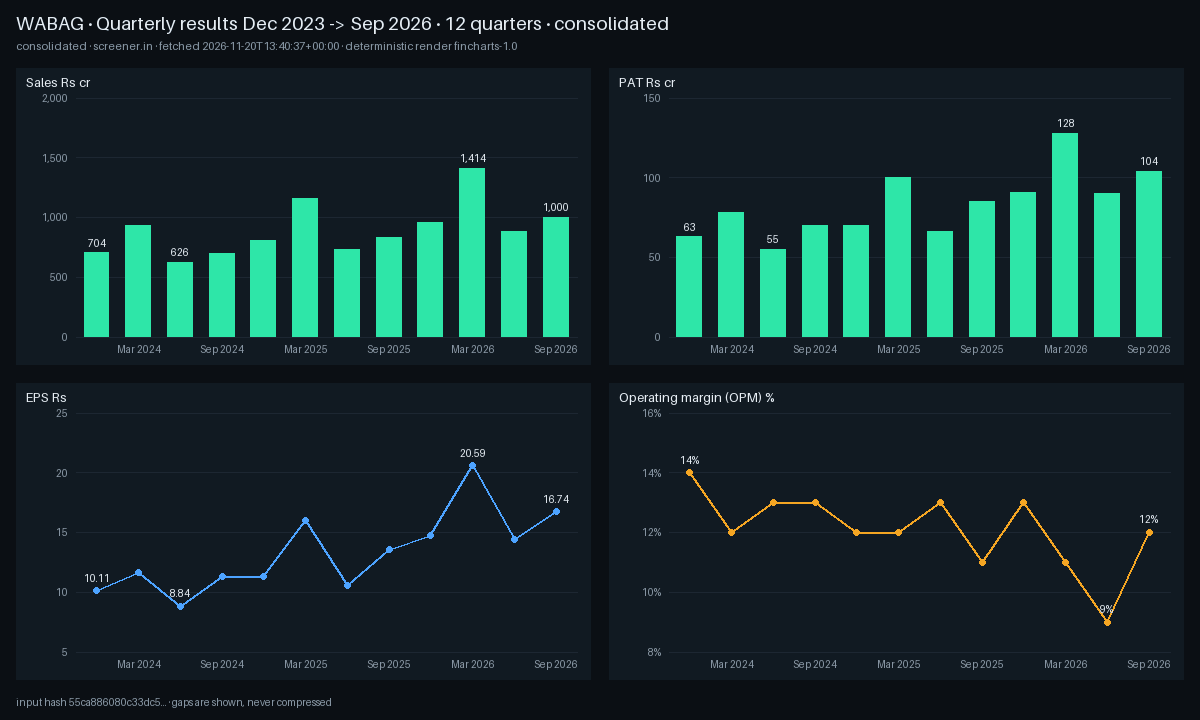 WABAG · Quarterly results Dec 2023 -> Sep 2026 · 12 quarters · consolidated
consolidated · screener.in · fetched 2026-11-20T13:40:37+00:00 · deterministic render fincharts-1.0
Sales Rs cr
2,000
1,500
1,000
500
0
704
626
1,414
1,000
Mar 2024
Sep 2024
Mar 2025
Sep 2025
Mar 2026
Sep 2026
PAT Rs cr
150
100
50
0
63
55
128
104
Mar 2024
Sep 2024
Mar 2025
Sep 2025
Mar 2026
Sep 2026
EPS Rs
25
20
15
10
5
10.11
8.84
20.59
16.74
Mar 2024
Sep 2024
Mar 2025
Sep 2025
Mar 2026
Sep 2026
Operating margin (OPM) %
16%
14%
12%
10%
8%
14%
9%
12%
Mar 2024
Sep 2024
Mar 2025
Sep 2025
Mar 2026
Sep 2026
input hash 55ca886080c33dc5… · gaps are shown, never compressed